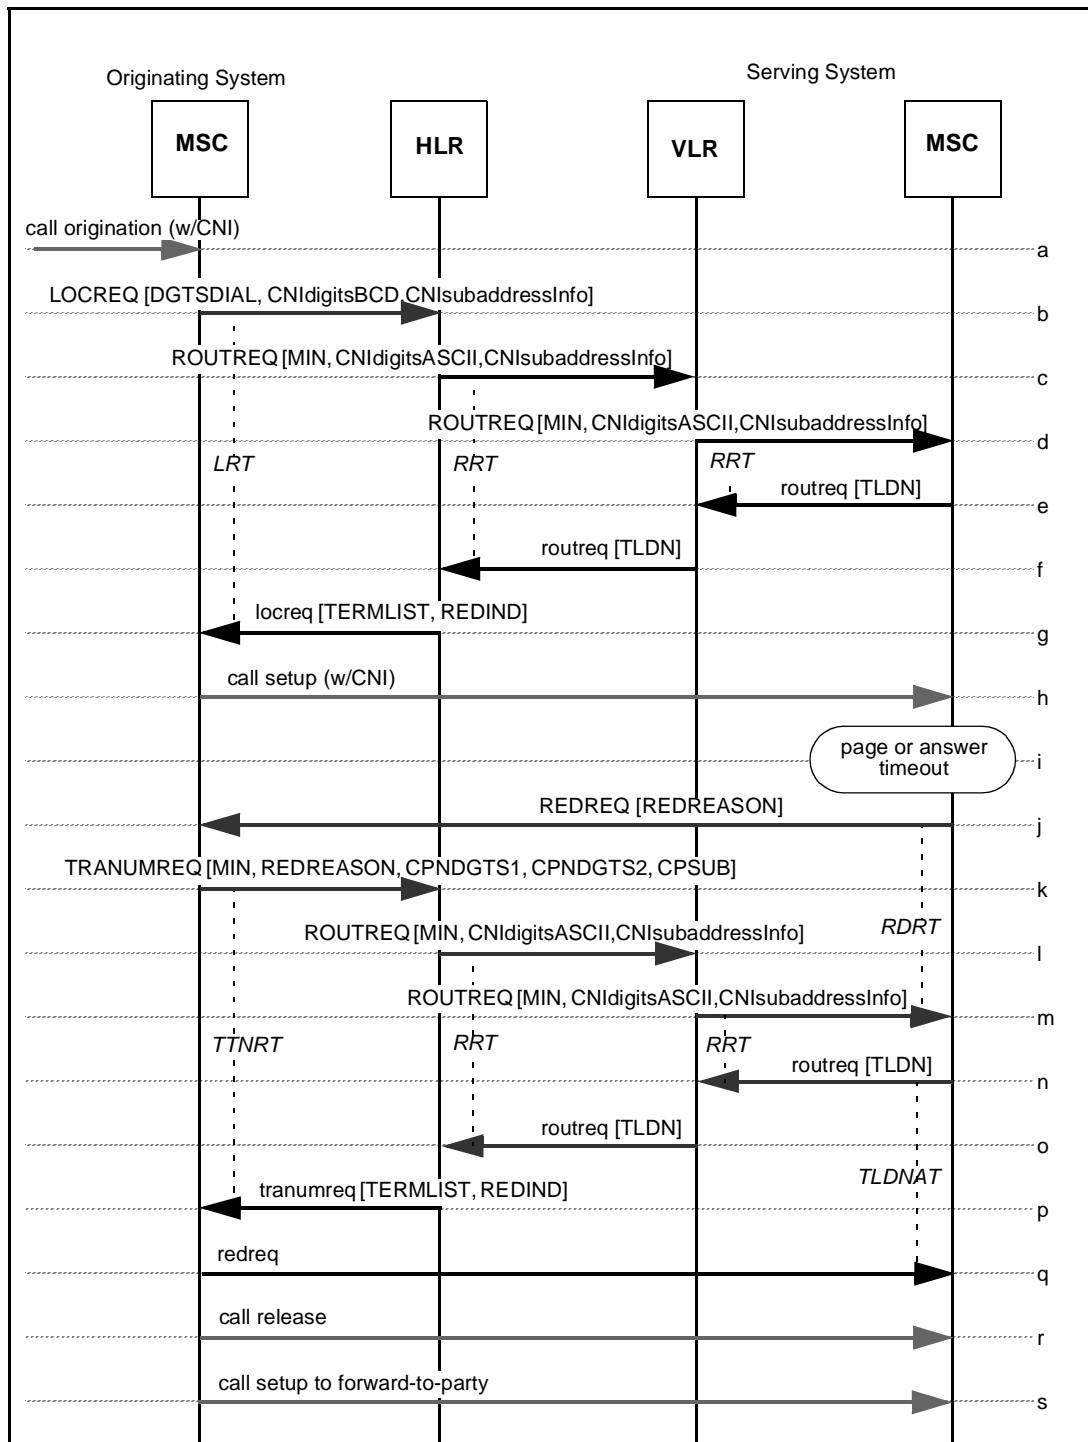 Originating System
Serving System
MSC
HLR
VLR
MSC
call origination (w/CNI)
a
LOCREQ [DGTSDIAL, CNIdigitsBCD,CNIsubaddressInfo]
b
ROUTREQ [MIN, CNIdigitsASCII,CNIsubaddressInfo]
c
ROUTREQ [MIN, CNIdigitsASCII,CNIsubaddressInfo]
d
LRT
RRT
RRT
routreq [TLDN]
e
routreq [TLDN]
f
locreq [TERMLIST, REDIND]
g
call setup (w/CNI)
h
page or answer
timeout
i
REDREQ [REDREASON]
j
TRANUMREQ [MIN, REDREASON, CPNDGTS1, CPNDGTS2, CPSUB]
k
RDRT
ROUTREQ [MIN, CNIdigitsASCII,CNIsubaddressInfo]
l
ROUTREQ [MIN, CNIdigitsASCII,CNIsubaddressInfo]
m
TTNRT
RRT
RRT
routreq [TLDN]
n
routreq [TLDN]
o
TLDNAT
tranumreq [TERMLIST, REDIND]
p
redreq
q
call release
r
call setup to forward-to-party
s